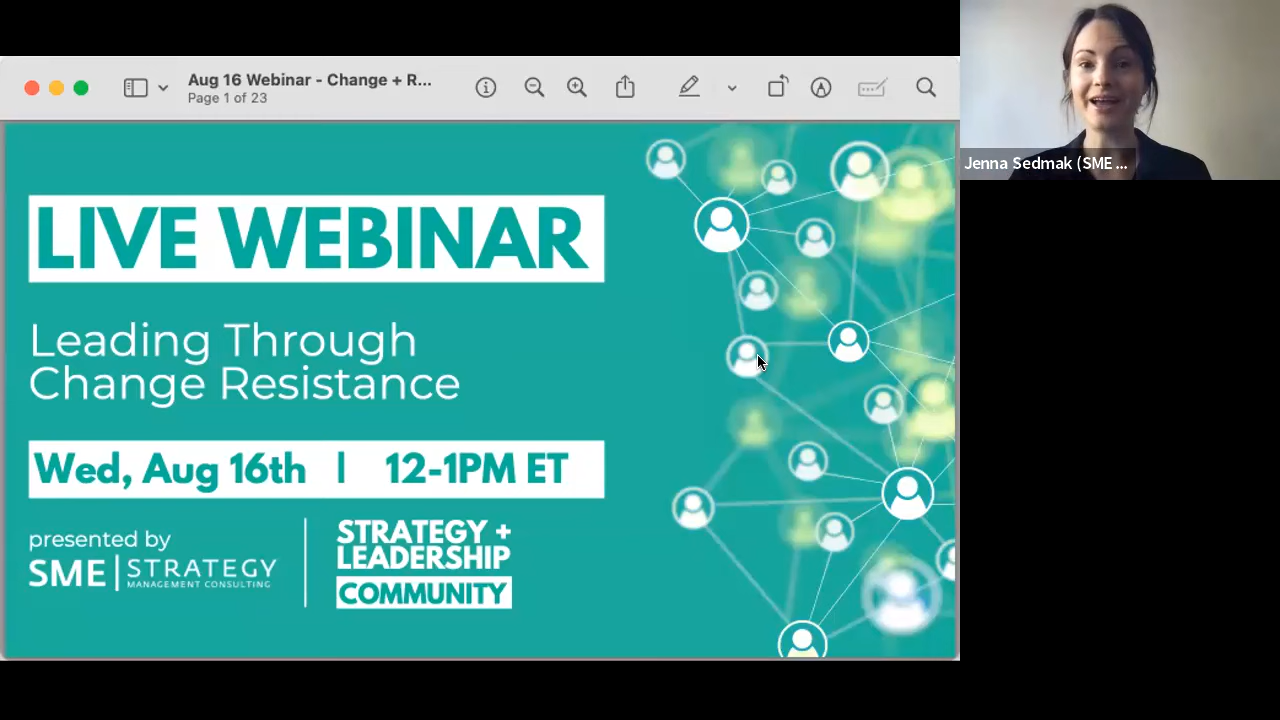 Aug 16 Webinar - Change + R...
Page 1 of 23
LIVE WEBINAR
Leading Through
Change Resistance
Wed, Aug 16th | 12-1PM ET
presented by
SME | STRATEGY
MANAGEMENT CONSULTING
STRATEGY +
LEADERSHIP
COMMUNITY
Jenna Sedmak (SME ...